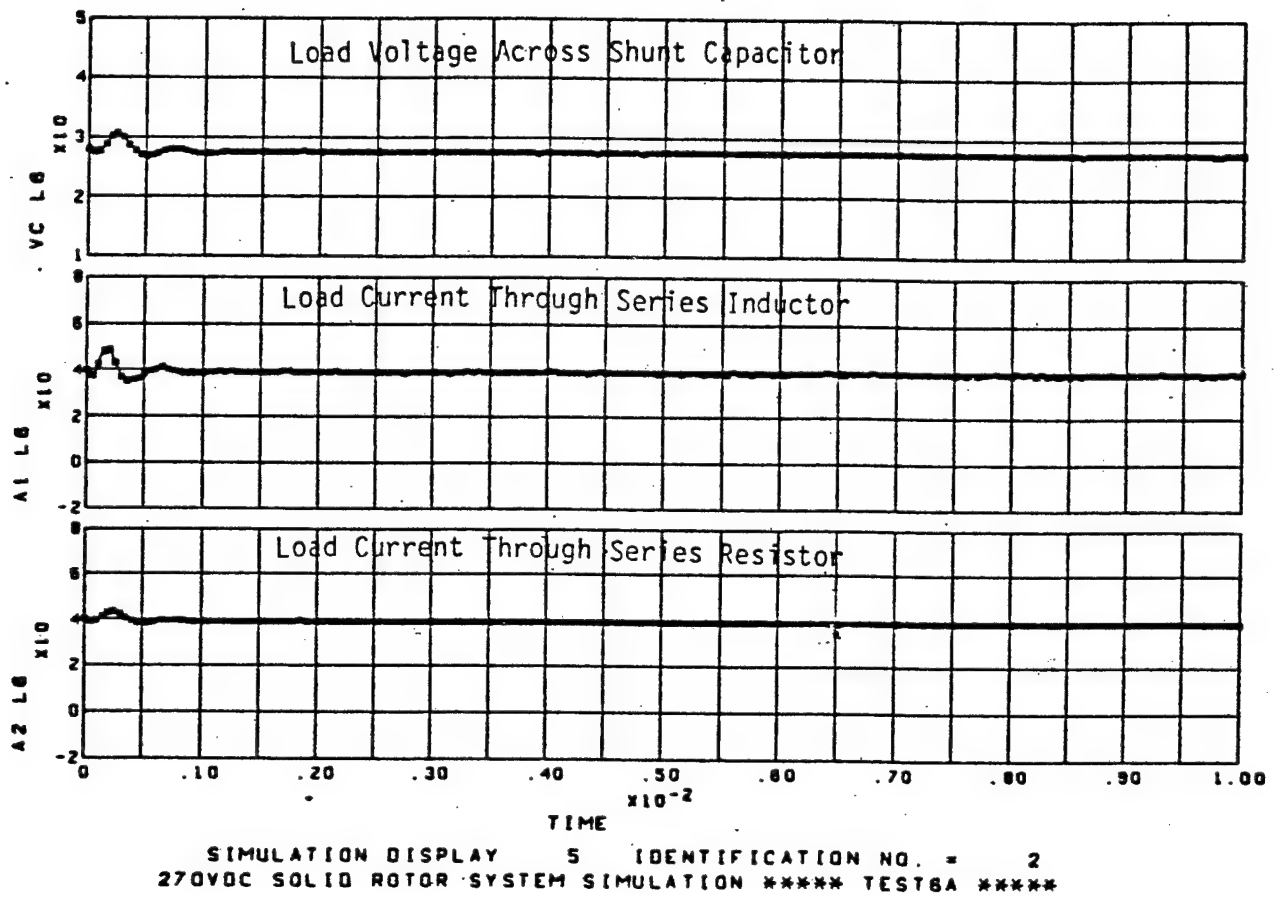 5
Load Voltage Across Shunt Capacitor
4
3
X10
2
VC L6
1
8
Load Current Through Series Inductor
6
4
X10
2
A1 L6
0
-2
8
Load Current Through Series Resistor
6
4
X10
2
A2 L6
0
-2
0 .10 .20 .30 .40 .50 .60 .70 .80 .90 1.00
X10-2
TIME
SIMULATION DISPLAY 5 IDENTIFICATION NO. = 2
270VDC SOLID ROTOR SYSTEM SIMULATION ***** TEST6A *****